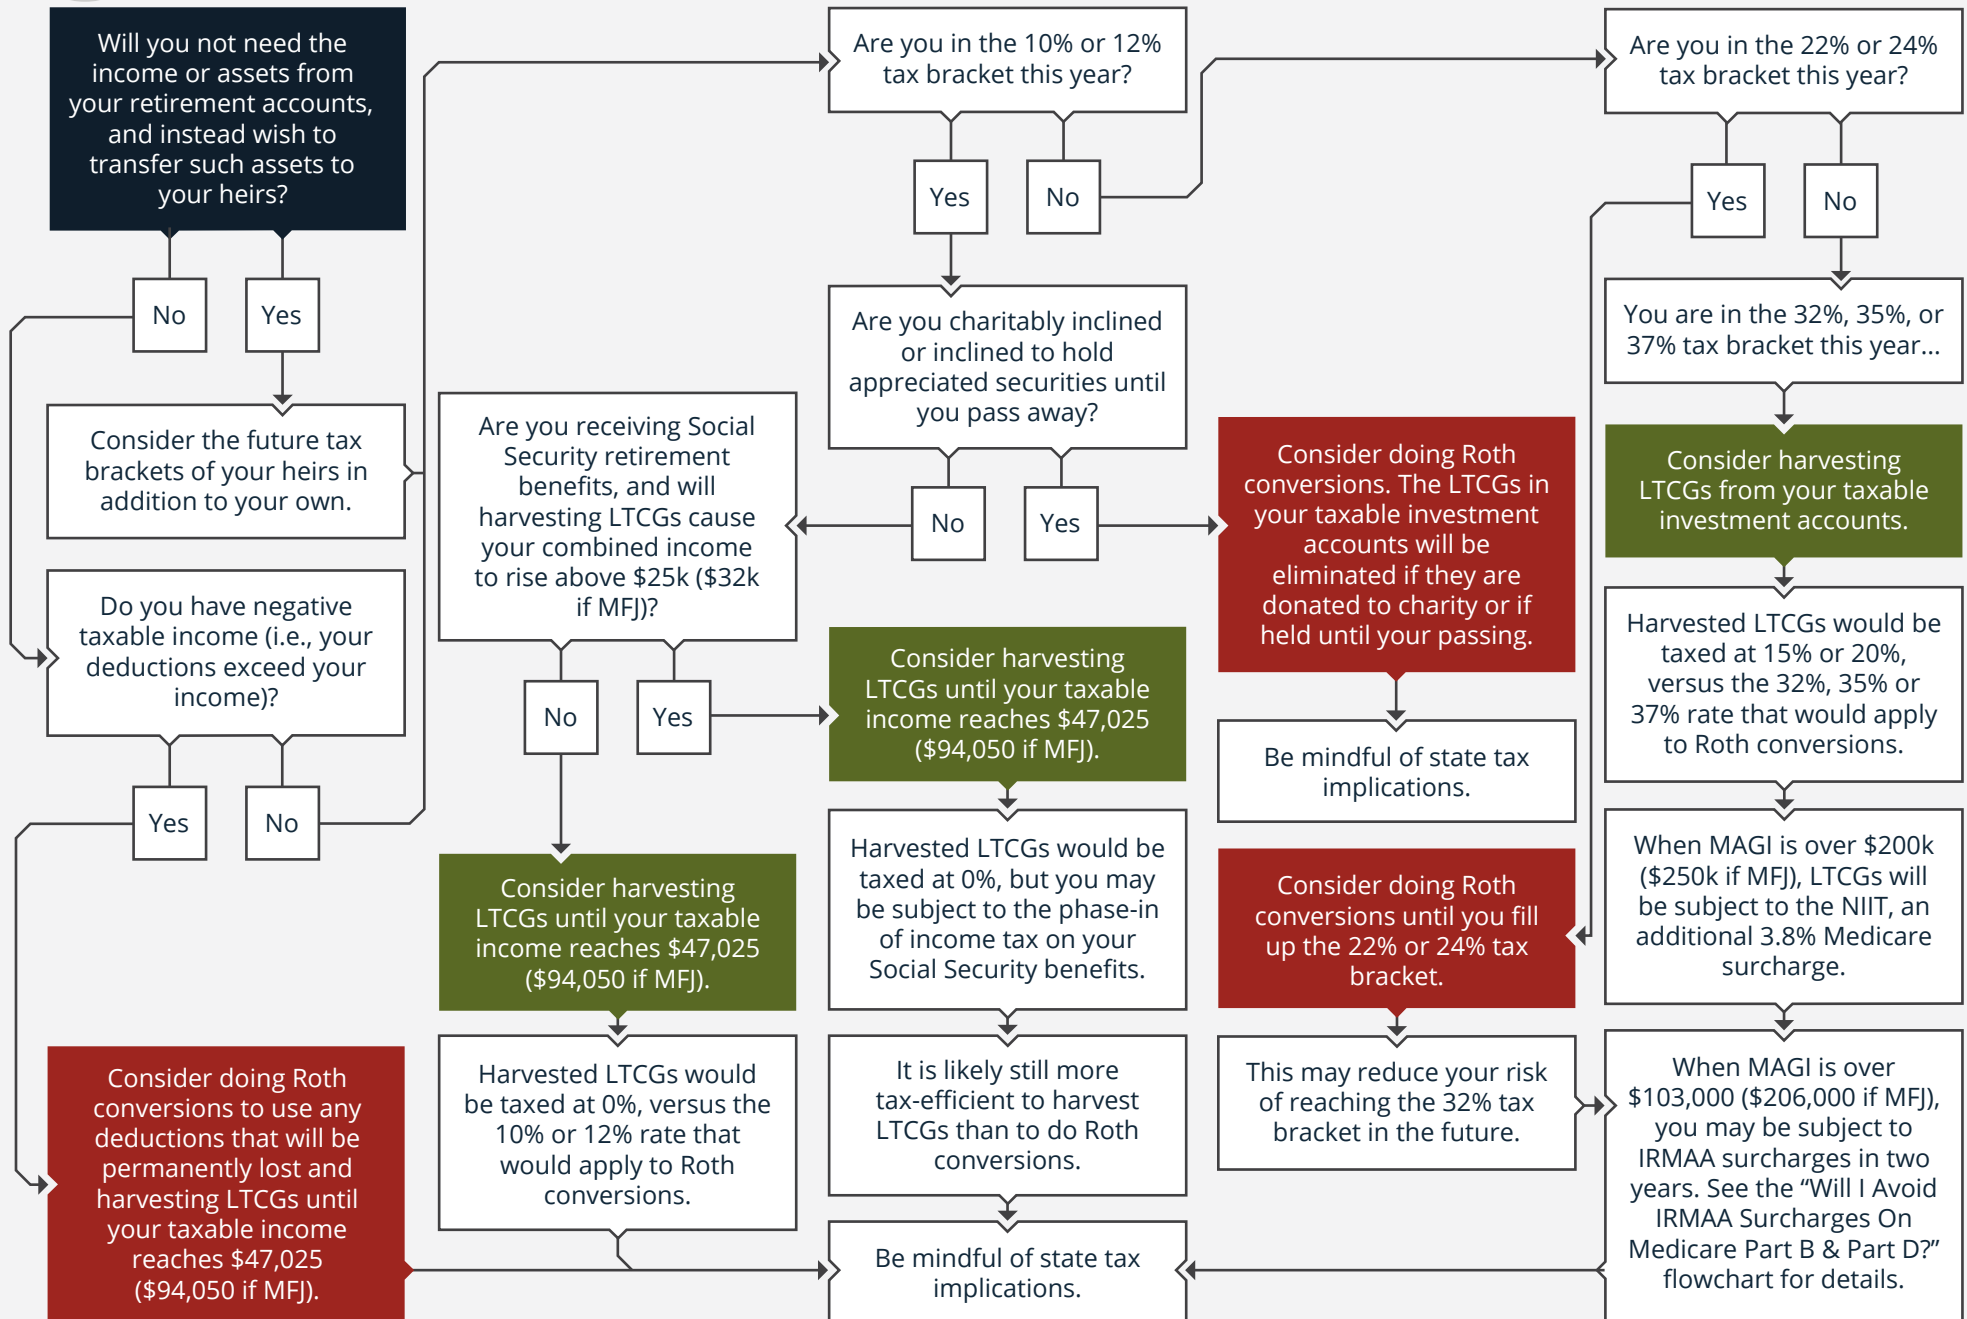 Will you not need the
income or assets from
your retirement accounts,
and instead wish to
transfer such assets to
your heirs?
No
Yes
Consider the future tax
brackets of your heirs in
addition to your own.
Do you have negative
taxable income (i.e., your
deductions exceed your
income)?
Yes
No
Consider doing Roth
conversions to use any
deductions that will be
permanently lost and
harvesting LTCGs until
your taxable income
reaches $47,025
($94,050 if MFJ).
Are you in the 10% or 12%
tax bracket this year?
Yes
No
Are you charitably inclined
or inclined to hold
appreciated securities until
you pass away?
No
Yes
Are you receiving Social
Security retirement
benefits, and will
harvesting LTCGs cause
your combined income
to rise above $25k ($32k
if MFJ)?
No
Yes
Consider harvesting
LTCGs until your taxable
income reaches $47,025
($94,050 if MFJ).
Harvested LTCGs would
be taxed at 0%, versus the
10% or 12% rate that
would apply to Roth
conversions.
Consider harvesting
LTCGs until your taxable
income reaches $47,025
($94,050 if MFJ).
Harvested LTCGs would be
taxed at 0%, but you may
be subject to the phase-in
of income tax on your
Social Security benefits.
It is likely still more
tax-efficient to harvest
LTCGs than to do Roth
conversions.
Be mindful of state tax
implications.
Consider doing Roth
conversions. The LTCGs in
your taxable investment
accounts will be
eliminated if they are
donated to charity or if
held until your passing.
Be mindful of state tax
implications.
Are you in the 22% or 24%
tax bracket this year?
Yes
No
Consider doing Roth
conversions until you fill
up the 22% or 24% tax
bracket.
This may reduce your risk
of reaching the 32% tax
bracket in the future.
You are in the 32%, 35%, or
37% tax bracket this year...
Consider harvesting
LTCGs from your taxable
investment accounts.
Harvested LTCGs would be
taxed at 15% or 20%,
versus the 32%, 35% or
37% rate that would apply
to Roth conversions.
When MAGI is over $200k
($250k if MFJ), LTCGs will
be subject to the NIIT, an
additional 3.8% Medicare
surcharge.
When MAGI is over
$103,000 ($206,000 if MFJ),
you may be subject to
IRMAA surcharges in two
years. See the “Will I Avoid
IRMAA Surcharges On
Medicare Part B & Part D?”
flowchart for details.